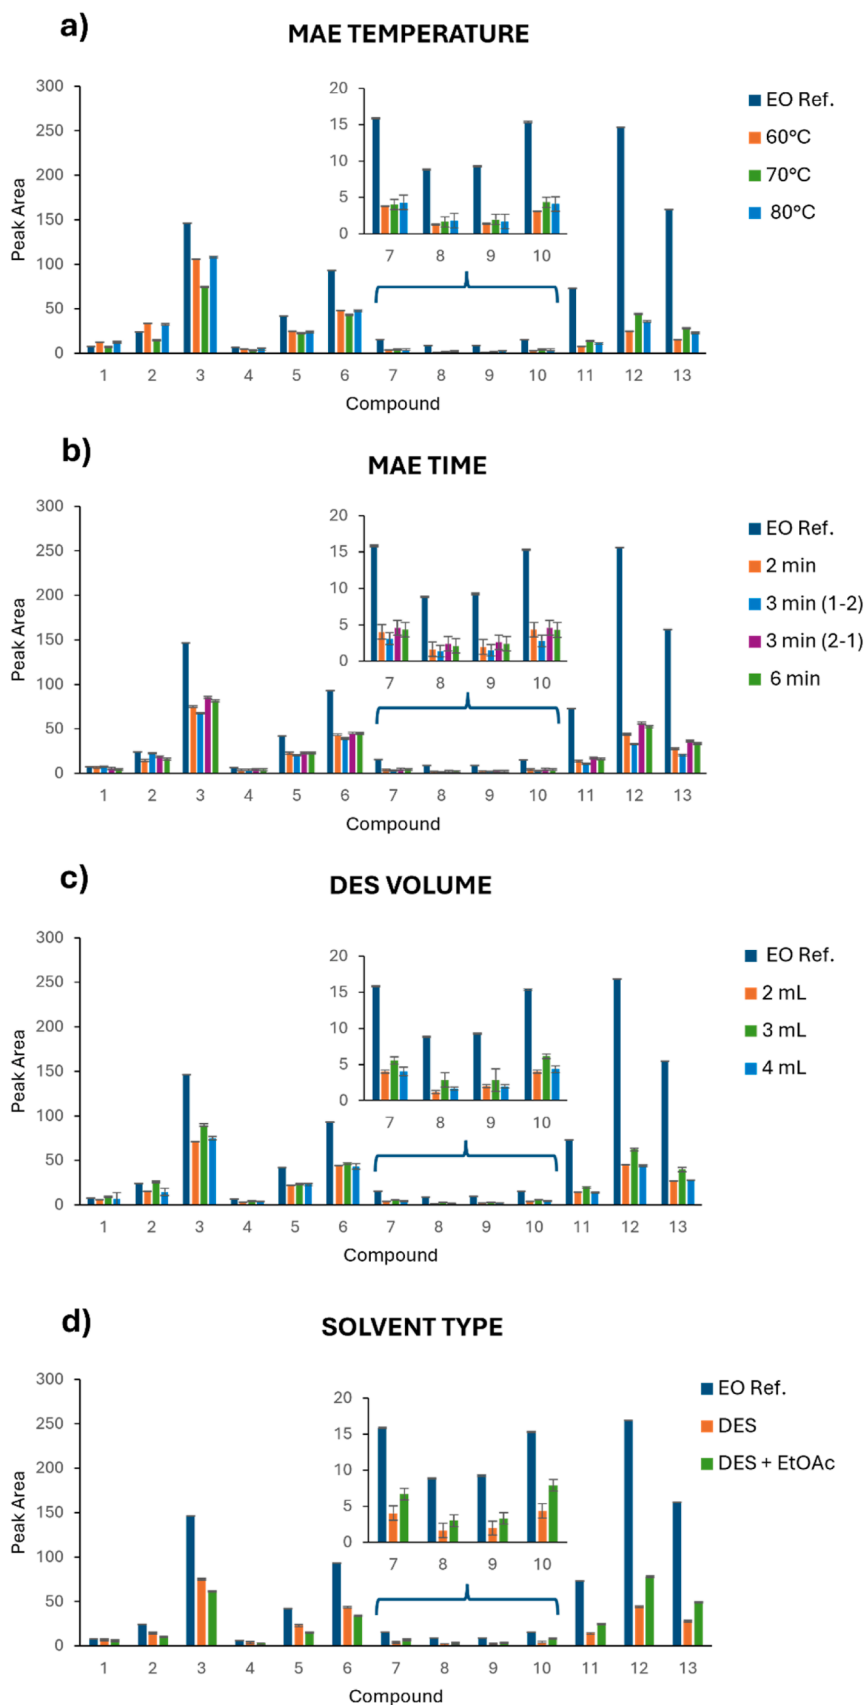 a)
MAE TEMPERATURE
300
250
200
150
100
50
0
Peak Area
20
15
10
5
0
7 8 9 10
1 2 3 4 5 6 7 8 9 10 11 12 13
Compound
EO Ref.
60°C
70°C
80°C
b)
MAE TIME
300
250
200
150
100
50
0
Peak Area
20
15
10
5
0
7 8 9 10
1 2 3 4 5 6 7 8 9 10 11 12 13
Compound
EO Ref.
2 min
3 min (1-2)
3 min (2-1)
6 min
c)
DES VOLUME
300
250
200
150
100
50
0
Peak Area
20
15
10
5
0
7 8 9 10
1 2 3 4 5 6 7 8 9 10 11 12 13
Compound
EO Ref.
2 mL
3 mL
4 mL
d)
SOLVENT TYPE
300
250
200
150
100
50
0
Peak Area
20
15
10
5
0
7 8 9 10
1 2 3 4 5 6 7 8 9 10 11 12 13
Compound
EO Ref.
DES
DES + EtOAc